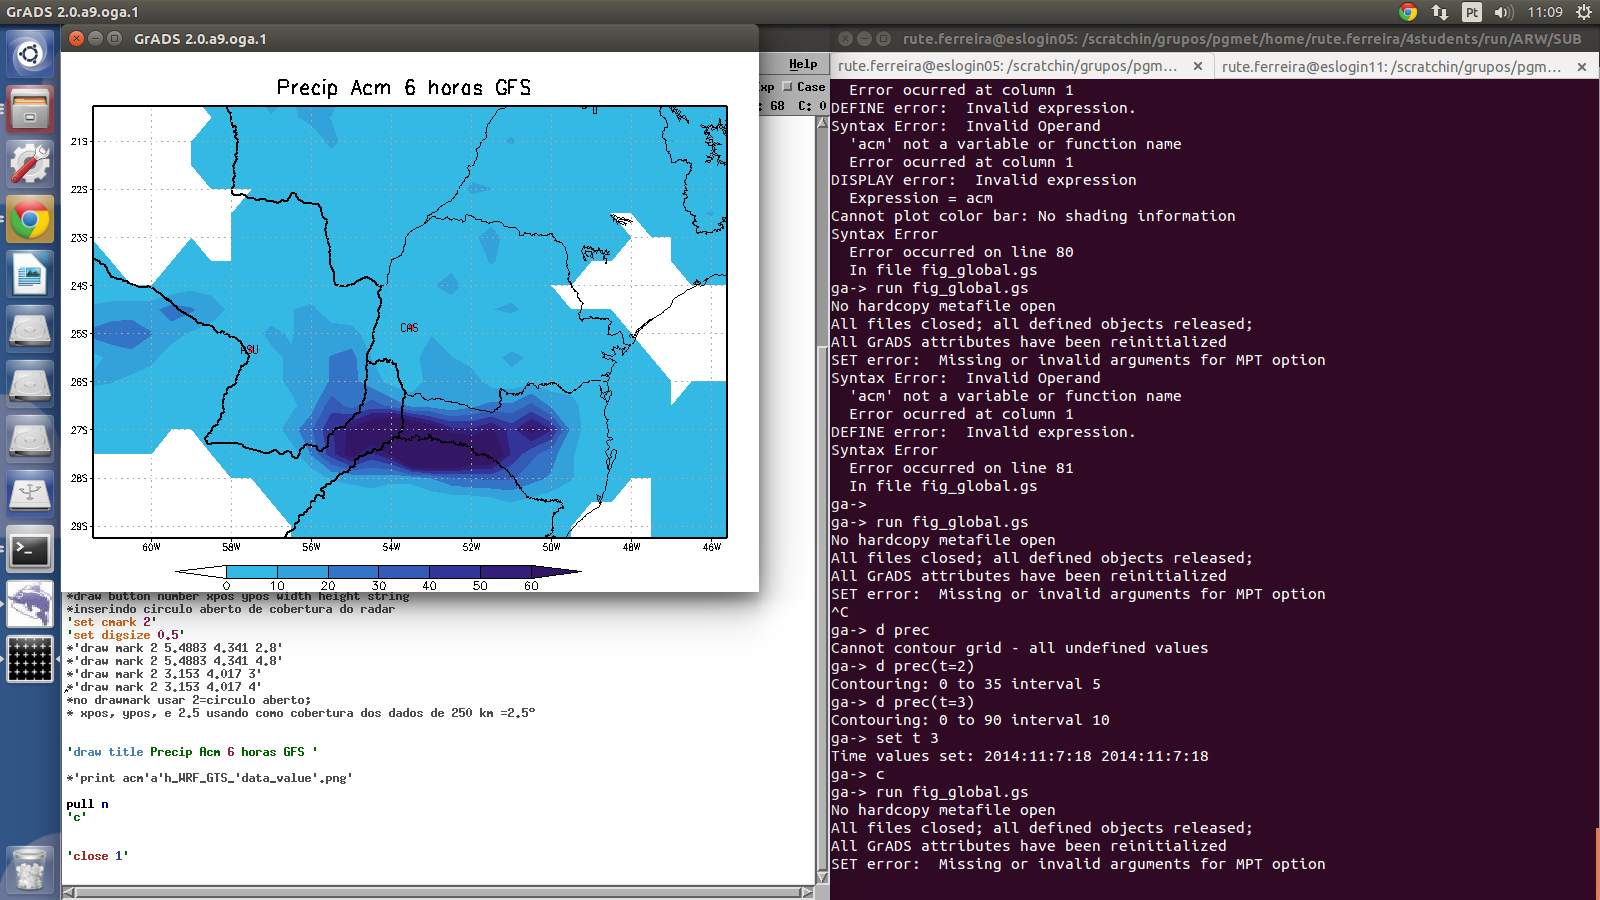 GrADS 2.0.a9.oga.1
Pt
11:09
GrADS 2.0.a9.oga.1
Precip Acm 6 horas GFS
21S
22S
23S
24S
25S
26S
27S
28S
29S
60W
58W
56W
54W
52W
50W
48W
46W
CAS
ASU
0
10
20
30
40
50
60
Help
xp
Case
: 68 C: 0
*draw button number xpos ypos width height string
*inserindo circulo aberto de cobertura do radar
'set cmark 2'
'set digsize 0.5'
*'draw mark 2 5.4883 4.341 2.8'
*'draw mark 2 5.4883 4.341 4.8'
*'draw mark 2 3.153 4.017 3'
*'draw mark 2 3.153 4.017 4'
*no drawmark usar 2=circulo aberto;
* xpos, ypos, e 2.5 usando como cobertura dos dados de 250 km =2.5°
'draw title Precip Acm 6 horas GFS '
*'print acm'a'h_WRF_GTS_'data_value'.png'
pull n
'c'
'close 1'
rute.ferreira@eslogin05: /scratchin/grupos/pgmet/home/rute.ferreira/4students/run/ARW/SUB
rute.ferreira@eslogin05: /scratchin/grupos/pgm...
rute.ferreira@eslogin11: /scratchin/grupos/pgm...
Error ocurred at column 1
DEFINE error:  Invalid expression.
Syntax Error:  Invalid Operand
'acm' not a variable or function name
Error ocurred at column 1
DISPLAY error:  Invalid expression
Expression = acm
Cannot plot color bar: No shading information
Syntax Error
Error occurred on line 80
In file fig_global.gs
ga-> run fig_global.gs
No hardcopy metafile open
All files closed; all defined objects released;
All GrADS attributes have been reinitialized
SET error:  Missing or invalid arguments for MPT option
Syntax Error:  Invalid Operand
'acm' not a variable or function name
Error ocurred at column 1
DEFINE error:  Invalid expression.
Syntax Error
Error occurred on line 81
In file fig_global.gs
ga->
ga-> run fig_global.gs
No hardcopy metafile open
All files closed; all defined objects released;
All GrADS attributes have been reinitialized
SET error:  Missing or invalid arguments for MPT option
^C
ga-> d prec
Cannot contour grid - all undefined values
ga-> d prec(t=2)
Contouring: 0 to 35 interval 5
ga-> d prec(t=3)
Contouring: 0 to 90 interval 10
ga-> set t 3
Time values set: 2014:11:7:18 2014:11:7:18
ga-> c
ga-> run fig_global.gs
No hardcopy metafile open
All files closed; all defined objects released;
All GrADS attributes have been reinitialized
SET error:  Missing or invalid arguments for MPT option